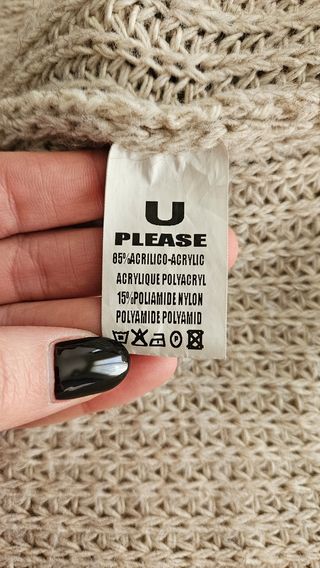 U
PLEASE
85%ACRILICO-ACRYLIC
ACRYLIQUE POLYACRYL
15%POLIAMIDE NYLON
POLYAMIDE POLYAMID